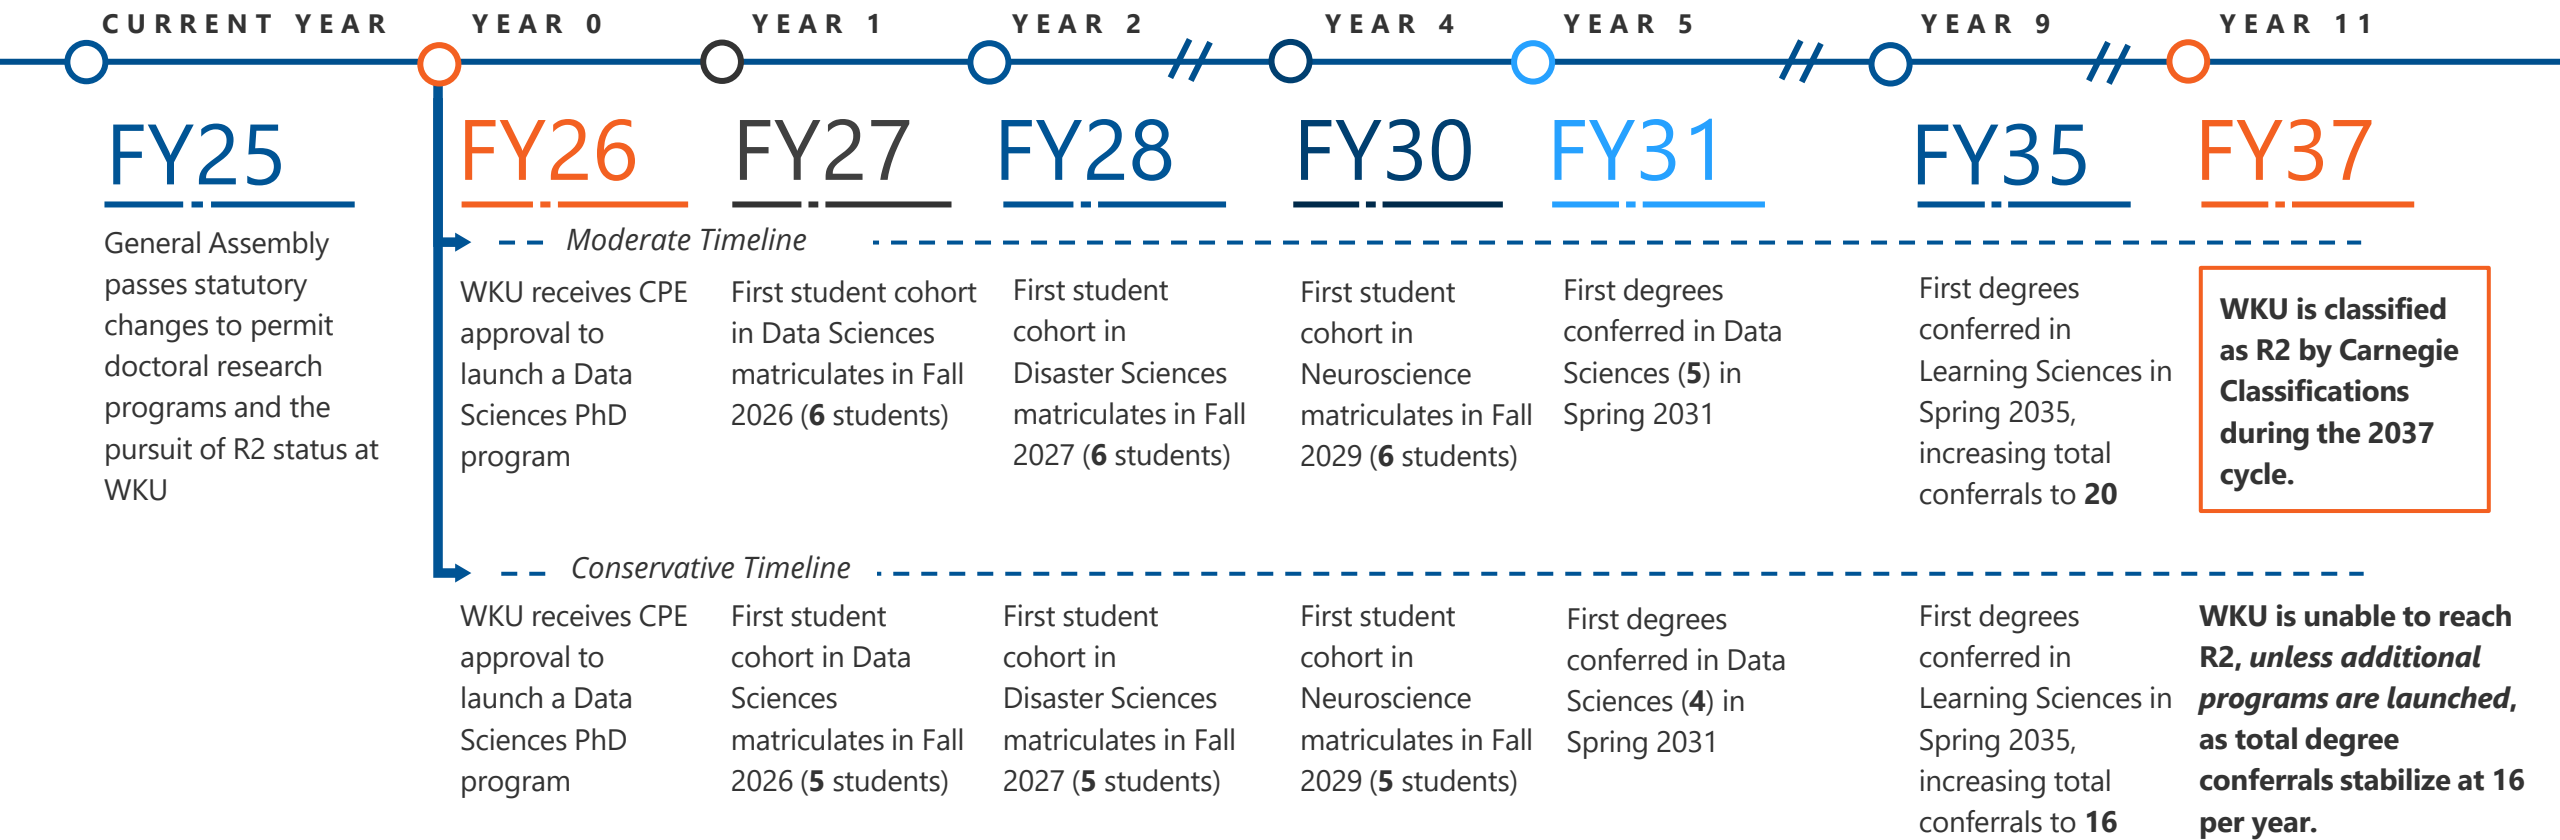 CURRENT YEAR
YEAR 0
YEAR 1
YEAR 2
YEAR 4
YEAR 5
YEAR 9
YEAR 11
FY25
FY26
FY27
FY28
FY30
FY31
FY35
FY37
General Assembly
passes statutory
changes to permit
doctoral research
programs and the
pursuit of R2 status at
WKU
Moderate Timeline
WKU receives CPE
approval to
launch a Data
Sciences PhD
program
First student cohort
in Data Sciences
matriculates in Fall
2026 (6 students)
First student
cohort in
Disaster Sciences
matriculates in Fall
2027 (6 students)
First student
cohort in
Neuroscience
matriculates in Fall
2029 (6 students)
First degrees
conferred in Data
Sciences (5) in
Spring 2031
First degrees
conferred in
Learning Sciences in
Spring 2035,
increasing total
conferrals to 20
WKU is classified
as R2 by Carnegie
Classifications
during the 2037
cycle.
Conservative Timeline
WKU receives CPE
approval to
launch a Data
Sciences PhD
program
First student
cohort in Data
Sciences
matriculates in Fall
2026 (5 students)
First student
cohort in
Disaster Sciences
matriculates in Fall
2027 (5 students)
First student
cohort in
Neuroscience
matriculates in Fall
2029 (5 students)
First degrees
conferred in Data
Sciences (4) in
Spring 2031
First degrees
conferred in
Learning Sciences in
Spring 2035,
increasing total
conferrals to 16
WKU is unable to reach
R2, unless additional
programs are launched,
as total degree
conferrals stabilize at 16
per year.